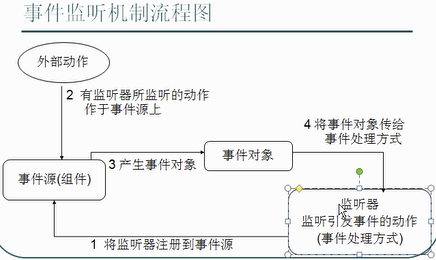 事件监听机制流程图
外部动作
2 有监听器所监听的动作
作于事件源上
4 将事件对象传给
事件处理方式
3 产生事件对象
事件对象
事件源(组件)
监听器
监听引发事件的动作
(事件处理方式)
1 将监听器注册到事件源